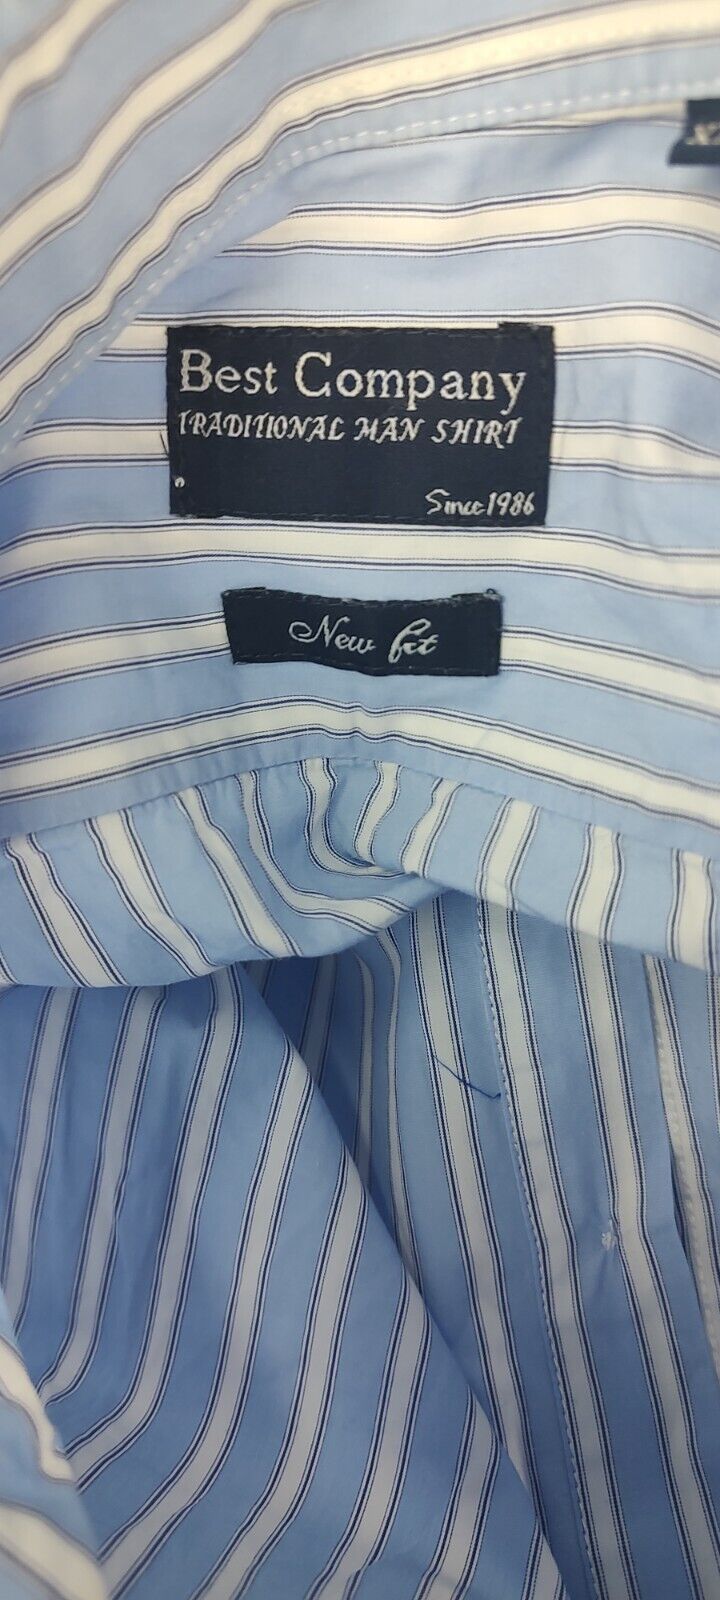 Best Company
TRADITIONAL MAN SHIRT
Since 1986
New fit